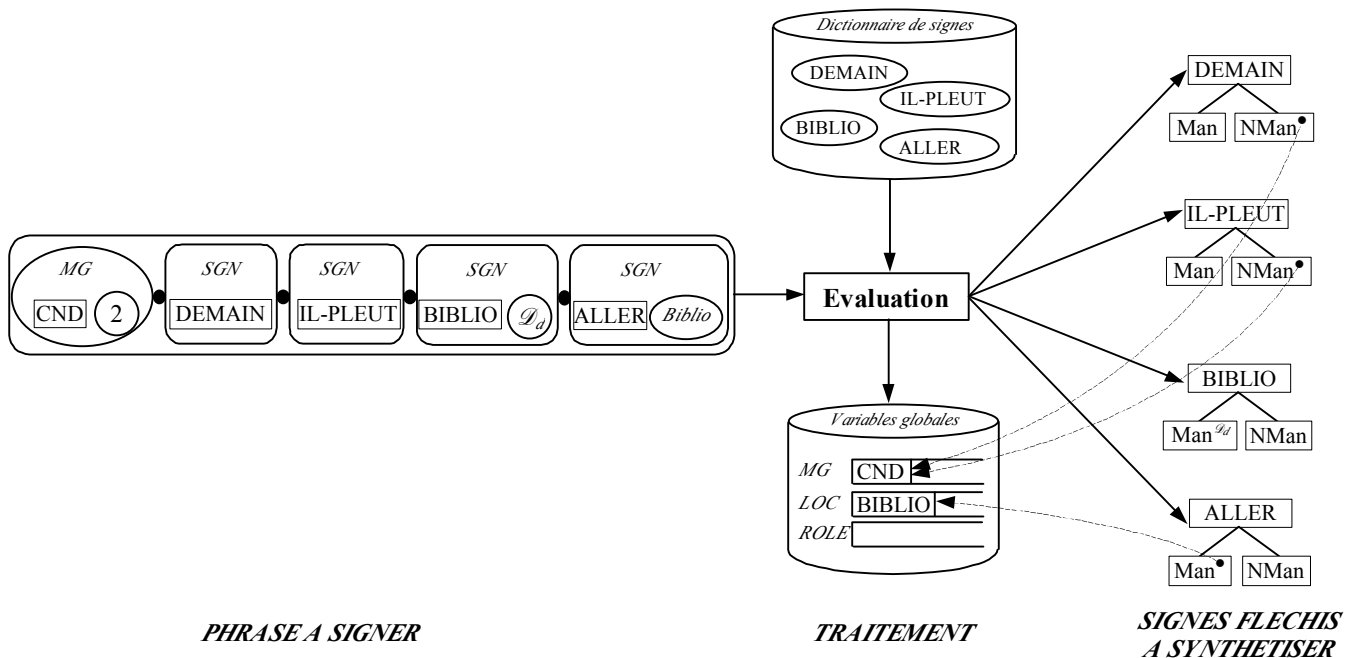 Dictionnaire de signes
DEMAIN
IL-PLEUT
BIBLIO
ALLER
MG
CND 2
SGN
DEMAIN
SGN
IL-PLEUT
SGN
BIBLIO 𝒟d
SGN
ALLER Biblio
Evaluation
Variables globales
MG CND
LOC BIBLIO
ROLE
DEMAIN
Man NMan
IL-PLEUT
Man NMan
BIBLIO
Man 𝒟d NMan
ALLER
Man NMan
PHRASE A SIGNER
TRAITEMENT
SIGNES FLECHIS
A SYNTHETISER